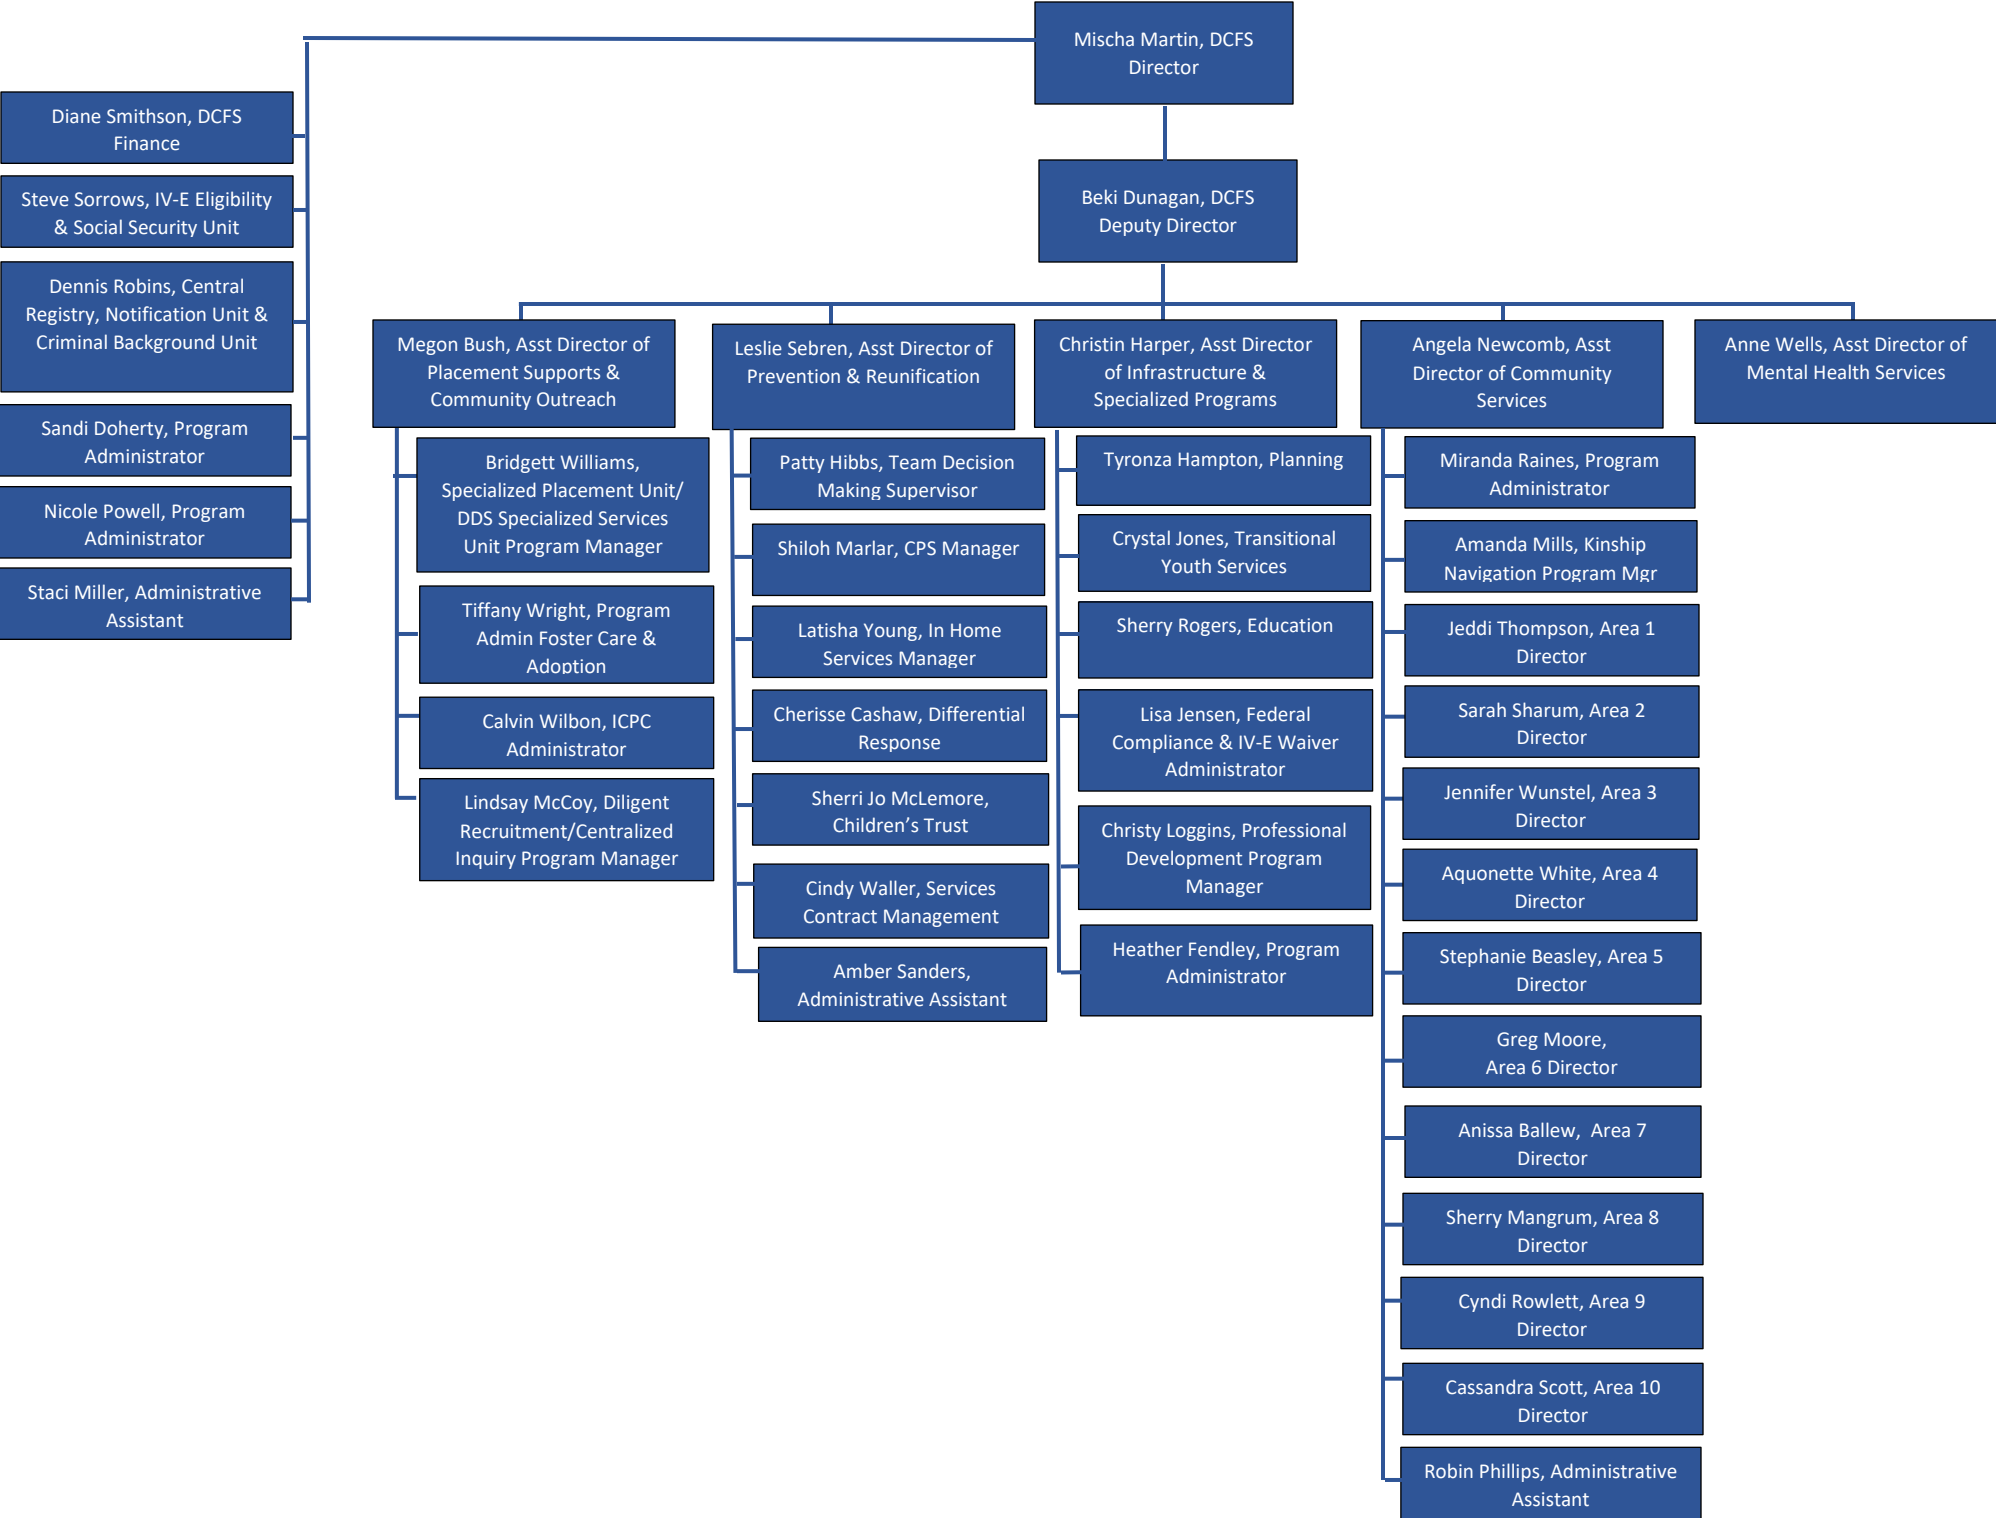 Mischa Martin, DCFS
Director
Diane Smithson, DCFS
Finance
Steve Sorrows, IV-E Eligibility
& Social Security Unit
Dennis Robins, Central
Registry, Notification Unit &
Criminal Background Unit
Sandi Doherty, Program
Administrator
Nicole Powell, Program
Administrator
Staci Miller, Administrative
Assistant
Beki Dunagan, DCFS
Deputy Director
Megon Bush, Asst Director of
Placement Supports &
Community Outreach
Bridgett Williams,
Specialized Placement Unit/
DDS Specialized Services
Unit Program Manager
Tiffany Wright, Program
Admin Foster Care &
Adoption
Calvin Wilbon, ICPC
Administrator
Lindsay McCoy, Diligent
Recruitment/Centralized
Inquiry Program Manager
Leslie Sebren, Asst Director of
Prevention & Reunification
Patty Hibbs, Team Decision
Making Supervisor
Shiloh Marlar, CPS Manager
Latisha Young, In Home
Services Manager
Cherisse Cashaw, Differential
Response
Sherri Jo McLemore,
Children’s Trust
Cindy Waller, Services
Contract Management
Amber Sanders,
Administrative Assistant
Christin Harper, Asst Director
of Infrastructure &
Specialized Programs
Tyronza Hampton, Planning
Crystal Jones, Transitional
Youth Services
Sherry Rogers, Education
Lisa Jensen, Federal
Compliance & IV-E Waiver
Administrator
Christy Loggins, Professional
Development Program
Manager
Heather Fendley, Program
Administrator
Angela Newcomb, Asst
Director of Community
Services
Miranda Raines, Program
Administrator
Amanda Mills, Kinship
Navigation Program Mgr
Jeddi Thompson, Area 1
Director
Sarah Sharum, Area 2
Director
Jennifer Wunstel, Area 3
Director
Aquonette White, Area 4
Director
Stephanie Beasley, Area 5
Director
Greg Moore,
Area 6 Director
Anissa Ballew, Area 7
Director
Sherry Mangrum, Area 8
Director
Cyndi Rowlett, Area 9
Director
Cassandra Scott, Area 10
Director
Robin Phillips, Administrative
Assistant
Anne Wells, Asst Director of
Mental Health Services